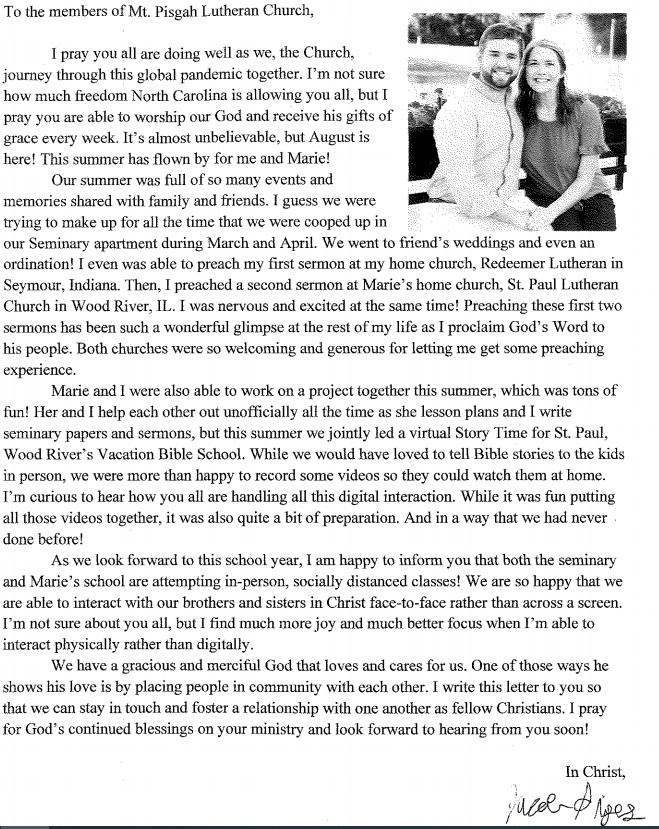 To the members of Mt. Pisgah Lutheran Church,
I pray you all are doing well as we, the Church,
journey through this global pandemic together. I'm not sure
how much freedom North Carolina is allowing you all, but I
pray you are able to worship our God and receive his gifts of
grace every week. It's almost unbelievable, but August is
here! This summer has flown by for me and Marie!
Our summer was full of so many events and
memories shared with family and friends. I guess we were
trying to make up for all the time that we were cooped up in
our Seminary apartment during March and April. We went to friend's weddings and even an
ordination! I even was able to preach my first sermon at my home church, Redeemer Lutheran in
Seymour, Indiana. Then, I preached a second sermon at Marie's home church, St. Paul Lutheran
Church in Wood River, IL. I was nervous and excited at the same time! Preaching these first two
sermons has been such a wonderful glimpse at the rest of my life as I proclaim God's Word to
his people. Both churches were so welcoming and generous for letting me get some preaching
experience.
Marie and I were also able to work on a project together this summer, which was tons of
fun! Her and I help each other out unofficially all the time as she lesson plans and I write
seminary papers and sermons, but this summer we jointly led a virtual Story Time for St. Paul,
Wood River's Vacation Bible School. While we would have loved to tell Bible stories to the kids
in person, we were more than happy to record some videos so they could watch them at home.
I'm curious to hear how you all are handling all this digital interaction. While it was fun putting
all those videos together, it was also quite a bit of preparation. And in a way that we had never
done before!
As we look forward to this school year, I am happy to inform you that both the seminary
and Marie's school are attempting in-person, socially distanced classes! We are so happy that we
are able to interact with our brothers and sisters in Christ face-to-face rather than across a screen.
I'm not sure about you all, but I find much more joy and much better focus when I'm able to
interact physically rather than digitally.
We have a gracious and merciful God that loves and cares for us. One of those ways he
shows his love is by placing people in community with each other. I write this letter to you so
that we can stay in touch and foster a relationship with one another as fellow Christians. I pray
for God's continued blessings on your ministry and look forward to hearing from you soon!
In Christ,
Jacob